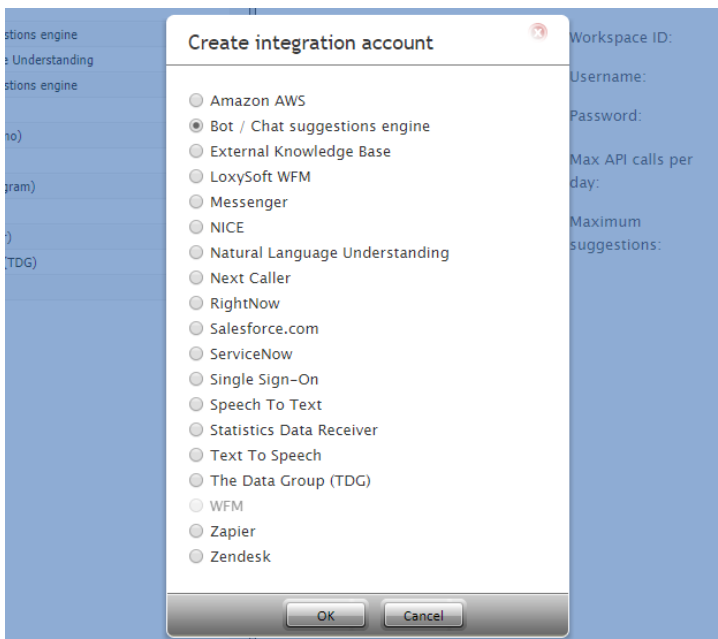 stions engine
e Understanding
stions engine
no)
gram)
r)
(TDG)
Create integration account
Amazon AWS
Bot / Chat suggestions engine
External Knowledge Base
LoxySoft WFM
Messenger
NICE
Natural Language Understanding
Next Caller
RightNow
Salesforce.com
ServiceNow
Single Sign-On
Speech To Text
Statistics Data Receiver
Text To Speech
The Data Group (TDG)
WFM
Zapier
Zendesk
OK
Cancel
Workspace ID:
Username:
Password:
Max API calls per
day:
Maximum
suggestions: